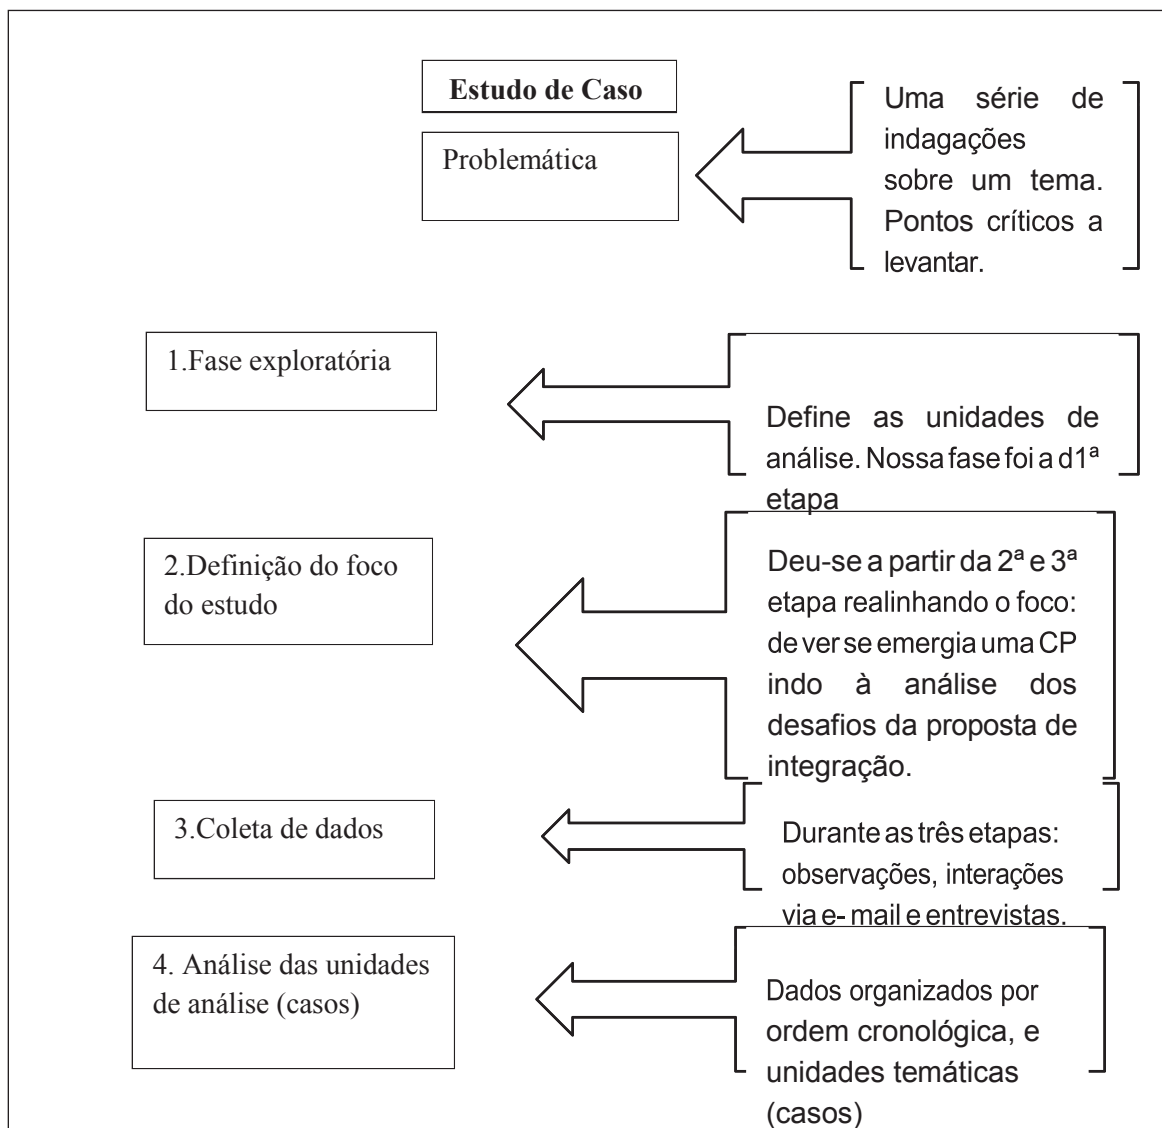 Estudo de Caso
Problemática
Uma série de
indagações
sobre um tema.
Pontos críticos a
levantar.
1.Fase exploratória
Define as unidades de
análise. Nossa fase foi a d1ª
etapa
2.Definição do foco
do estudo
Deu-se a partir da 2ª e 3ª
etapa realinhando o foco:
de ver se emergia uma CP
indo à análise dos
desafios da proposta de
integração.
3.Coleta de dados
Durante as três etapas:
observações, interações
via e- mail e entrevistas.
4. Análise das unidades
de análise (casos)
Dados organizados por
ordem cronológica, e
unidades temáticas
(casos)